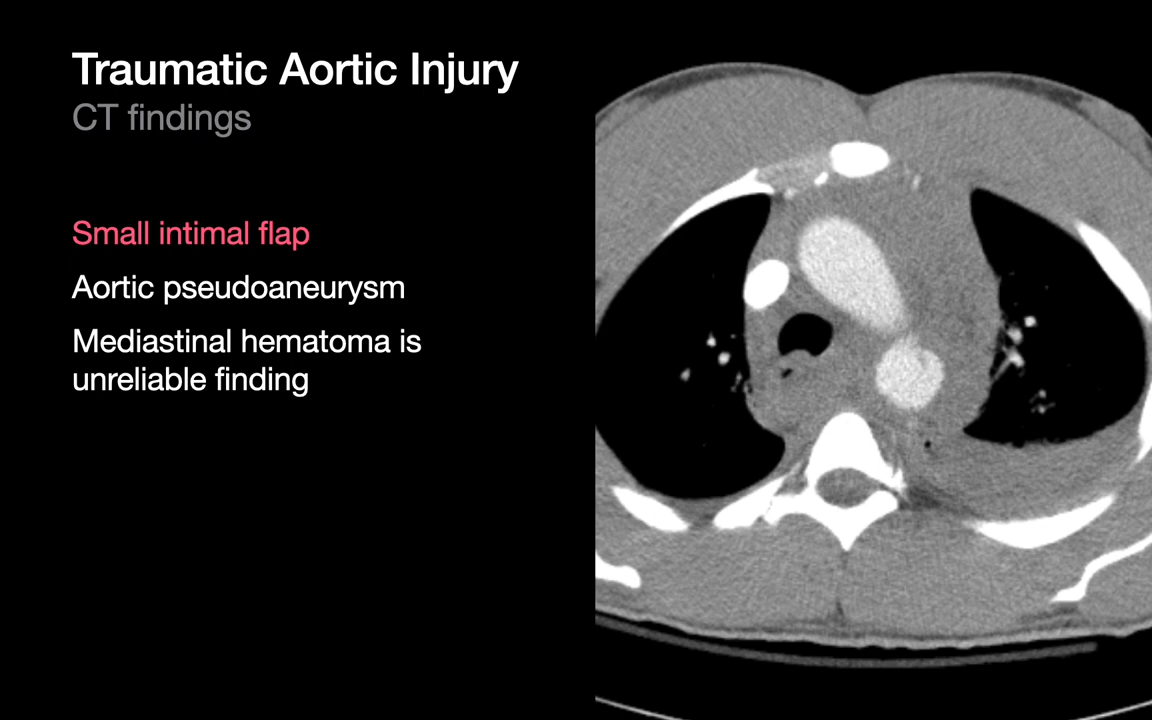 Traumatic Aortic Injury
CT findings
Small intimal flap
Aortic pseudoaneurysm
Mediastinal hematoma is
unreliable finding